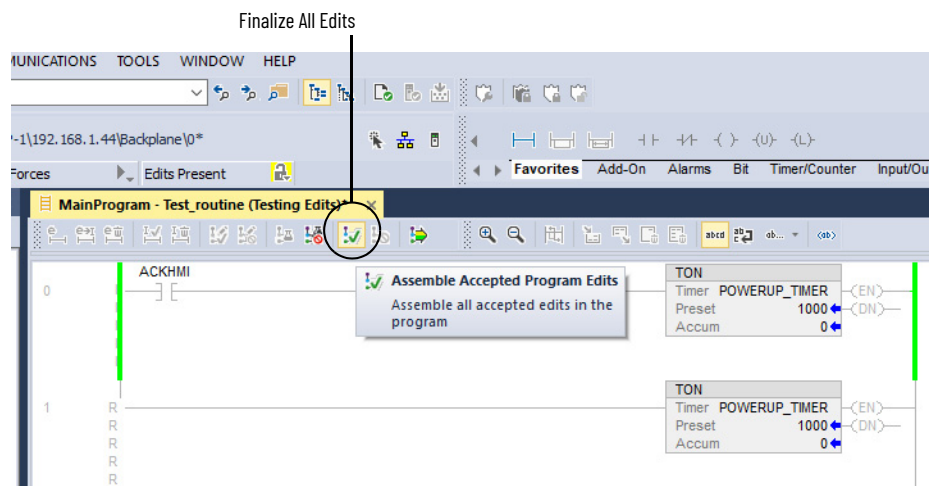 Finalize All Edits
MUNICATIONS TOOLS WINDOW HELP
P-1\192.168.1.44\Backplane\0*
Forces Edits Present
Favorites Add-On Alarms Bit Timer/Counter Input/Ou
MainProgram - Test_routine (Testing Edits)*
abcd ab... <ab>
ACKHMI
Assemble Accepted Program Edits
Assemble all accepted edits in the
program
0
TON
Timer POWERUP_TIMER (EN)
Preset 1000 (DN)
Accum 0
1
R
R
R
R
R
TON
Timer POWERUP_TIMER (EN)
Preset 1000 (DN)
Accum 0